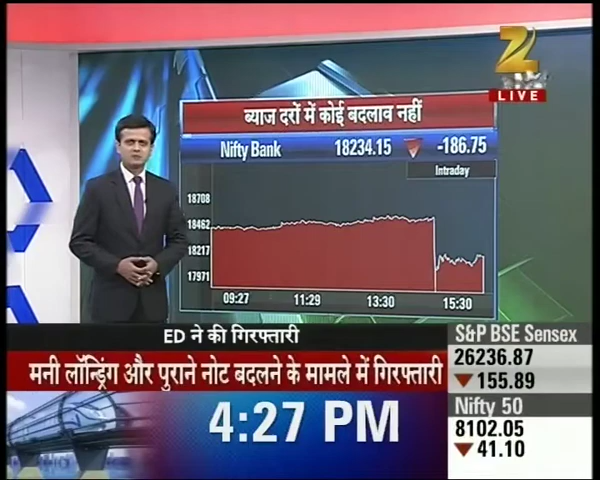 Z
LIVE
ब्याज दरों में कोई बदलाव नहीं
Nifty Bank 18234.15 -186.75
Intraday
18708
18462
18217
17971
09:27 11:29 13:30 15:30
ED ने की गिरफ्तारी
मनी लॉन्ड्रिंग और पुराने नोट बदलने के मामले में गिरफ्तारी
4:27 PM
S&P BSE Sensex
26236.87
155.89
Nifty 50
8102.05
41.10